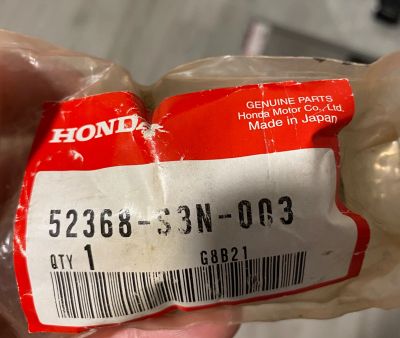 HONDA
GENUINE PARTS
Honda Motor Co., Ltd.
Made in Japan
52368-S3N-003
QTY 1
G8B21